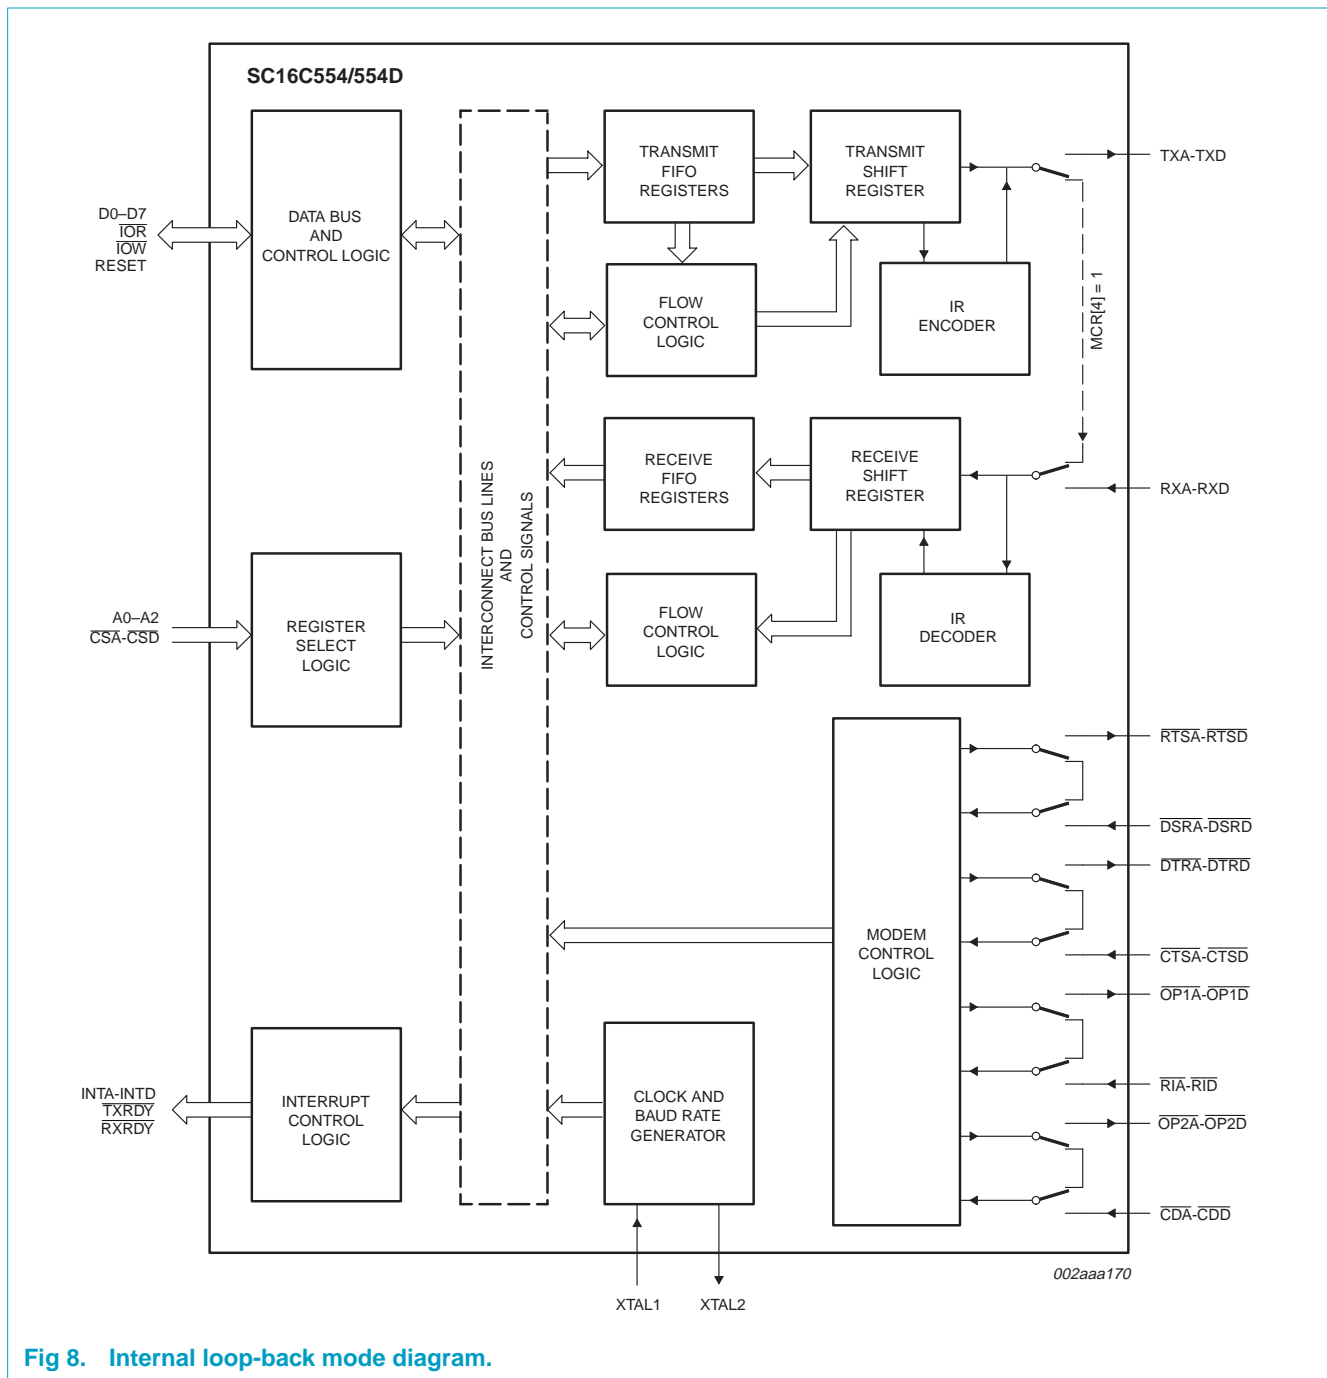 SC16C554/554D
D0–D7
IOR
IOW
RESET
DATA BUS
AND
CONTROL LOGIC
TRANSMIT
FIFO
REGISTERS
TRANSMIT
SHIFT
REGISTER
TXA-TXD
FLOW
CONTROL
LOGIC
IR
ENCODER
MCR[4] = 1
INTERCONNECT BUS LINES
AND
CONTROL SIGNALS
RECEIVE
FIFO
REGISTERS
RECEIVE
SHIFT
REGISTER
RXA-RXD
A0–A2
CSA-CSD
REGISTER
SELECT
LOGIC
FLOW
CONTROL
LOGIC
IR
DECODER
MODEM
CONTROL
LOGIC
RTSA-RTSD
DSRA-DSRD
DTRA-DTRD
CTSA-CTSD
OP1A-OP1D
RIA-RID
OP2A-OP2D
CDA-CDD
INTA-INTD
TXRDY
RXRDY
INTERRUPT
CONTROL
LOGIC
CLOCK AND
BAUD RATE
GENERATOR
XTAL1
XTAL2
002aaa170
Fig 8. Internal loop-back mode diagram.